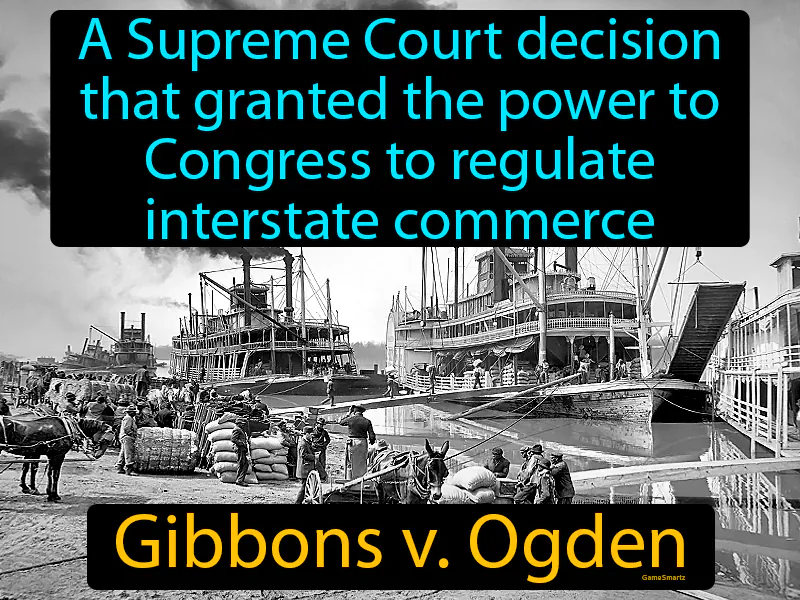 A Supreme Court decision
that granted the power to
Congress to regulate
interstate commerce
Gibbons v. Ogden
GameSmartz